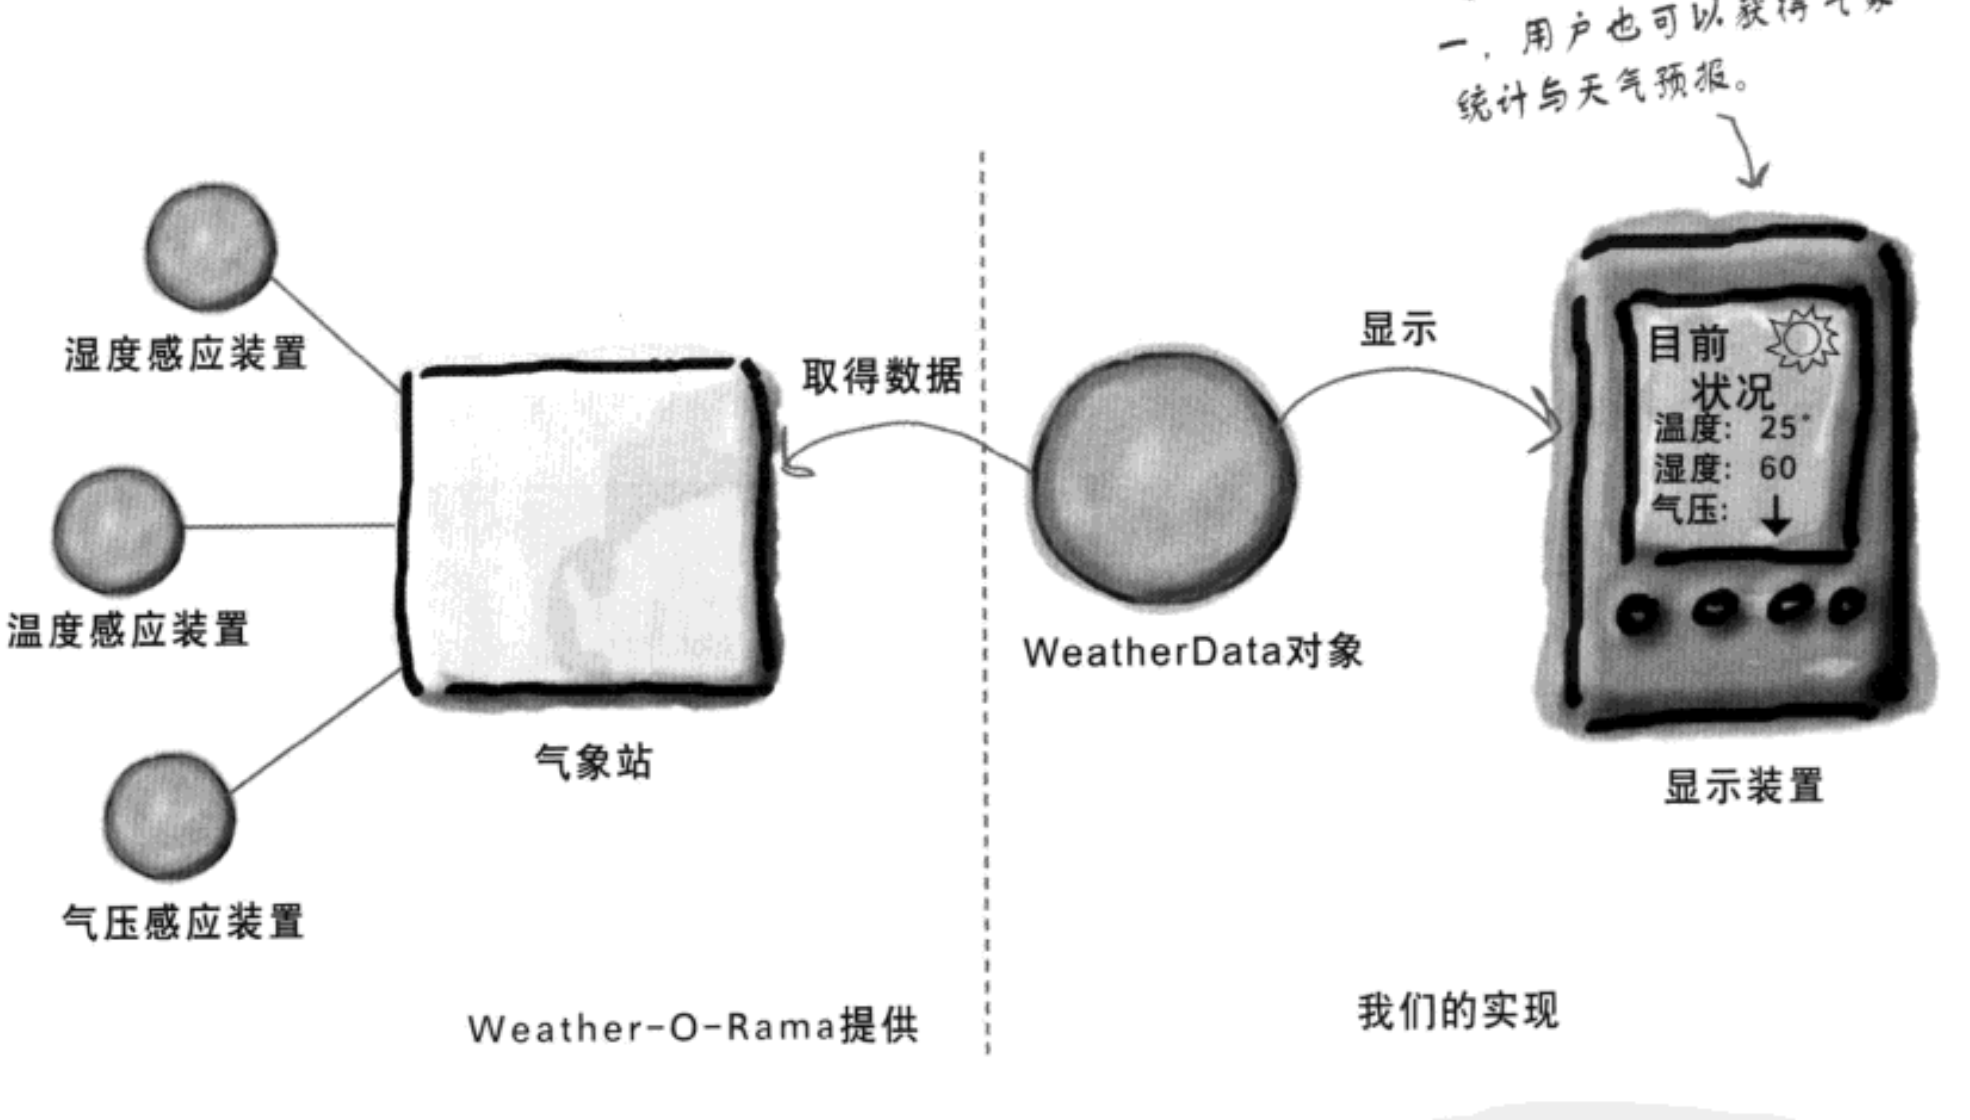 一，用户也可以获得气象
统计与天气预报。
湿度感应装置
温度感应装置
气压感应装置
气象站
取得数据
显示
WeatherData对象
目前
状况
温度: 25°
湿度: 60
气压:
显示装置
Weather-O-Rama提供
我们的实现